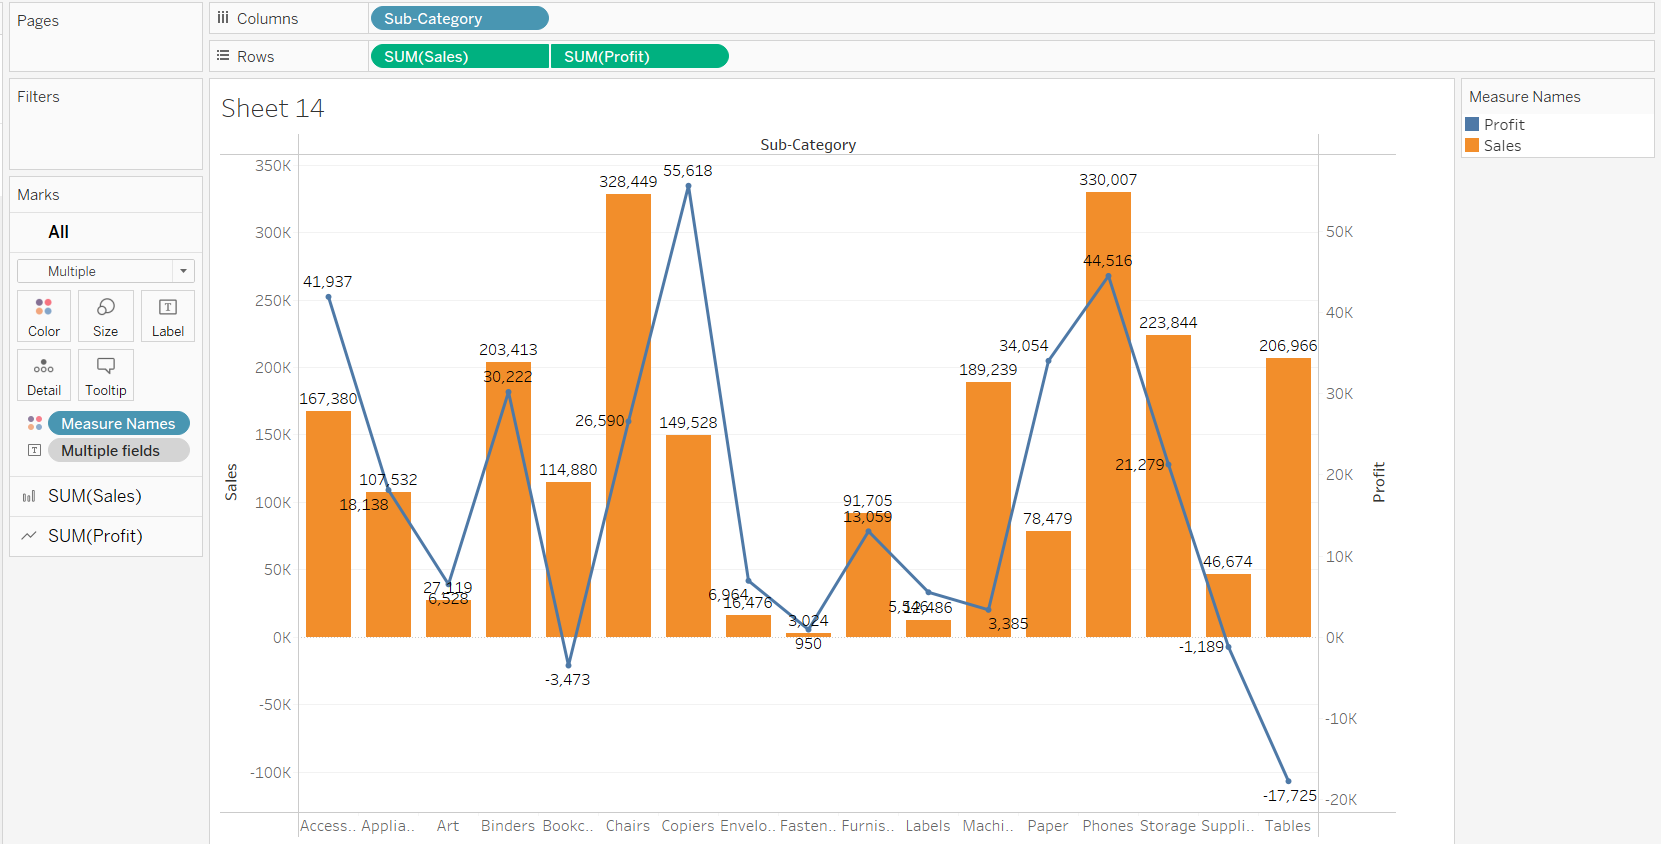 Pages
Columns
Sub-Category
Rows
SUM(Sales)
SUM(Profit)
Filters
Marks
All
Multiple
Color
Size
Label
Detail
Tooltip
Measure Names
Multiple fields
SUM(Sales)
SUM(Profit)
Sheet 14
Sub-Category
350K
300K
250K
200K
150K
100K
50K
0K
-50K
-100K
Sales
41,937
167,380
107,532
18,138
27,119
6,528
203,413
30,222
114,880
-3,473
328,449
26,590
55,618
149,528
6,964
16,476
3,024
950
91,705
13,059
5,546
12,486
189,239
3,385
34,054
78,479
330,007
44,516
223,844
21,279
46,674
-1,189
206,966
-17,725
50K
40K
30K
20K
10K
0K
-10K
-20K
Profit
Access..
Applia..
Art
Binders
Bookc..
Chairs
Copiers
Envelo..
Fasten..
Furnis..
Labels
Machi..
Paper
Phones
Storage
Suppli..
Tables
Measure Names
Profit
Sales